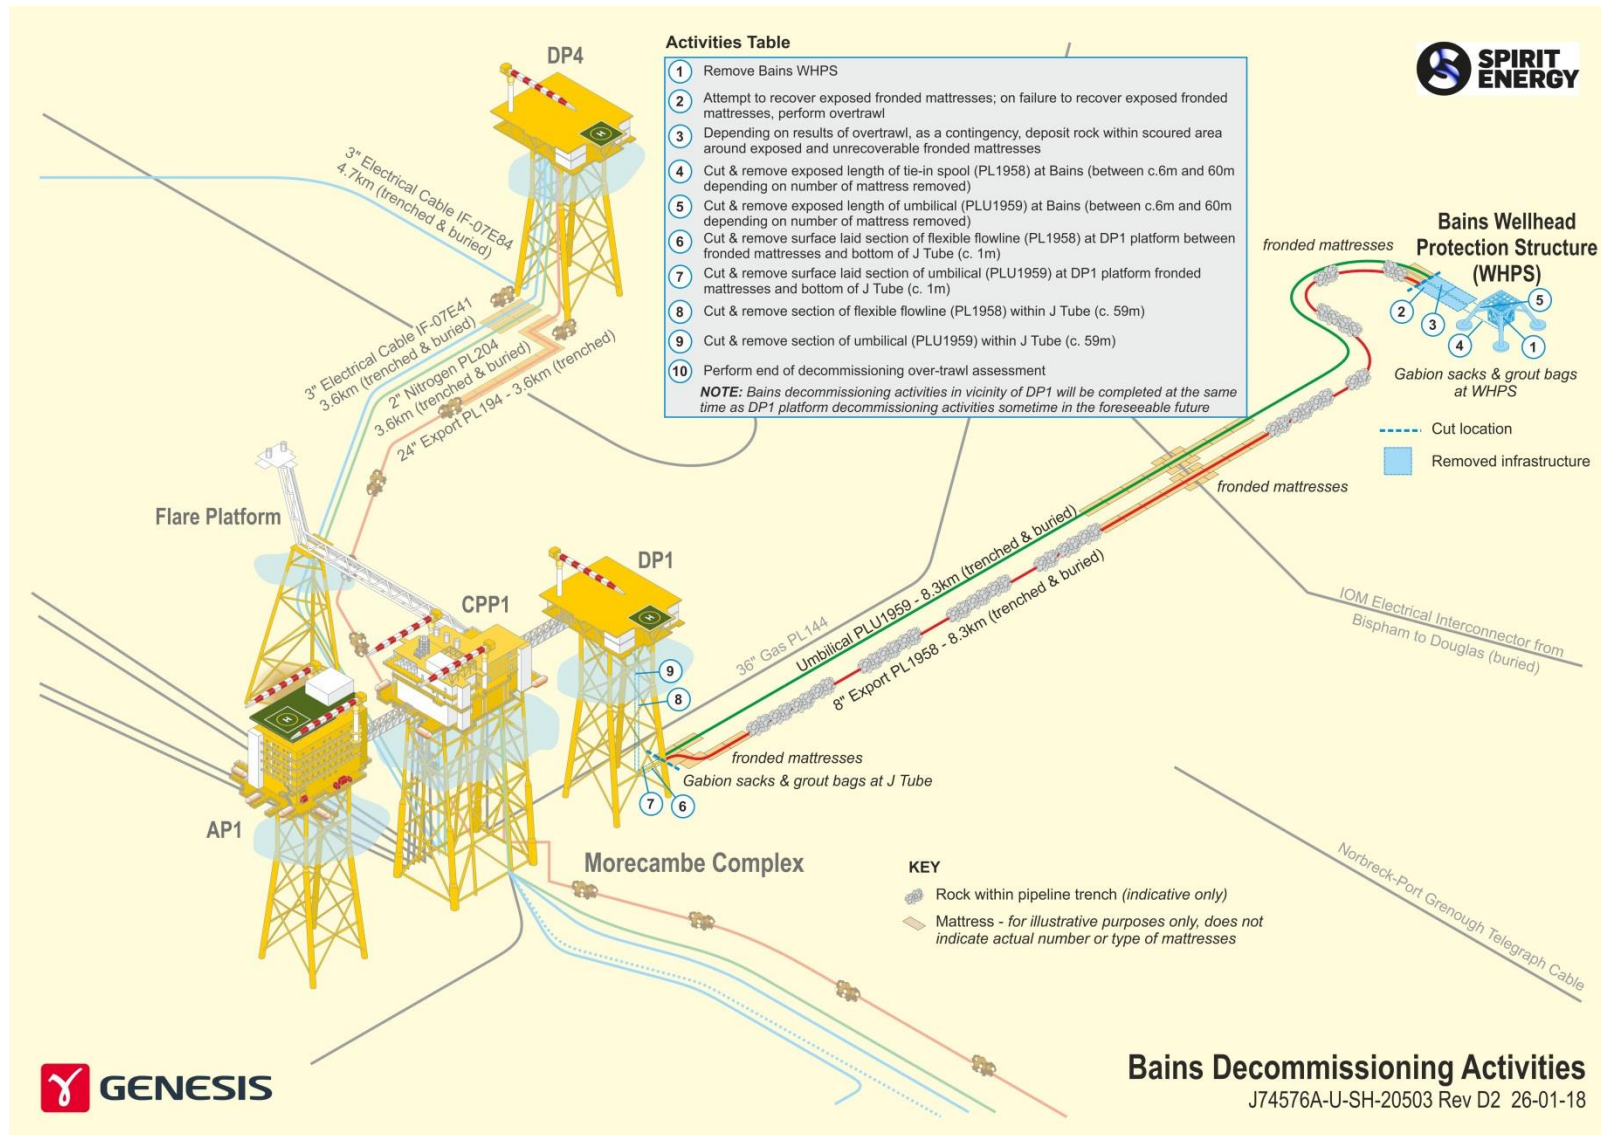 Activities Table
1 Remove Bains WHPS
2 Attempt to recover exposed fronded mattresses; on failure to recover exposed fronded
mattresses, perform overtrawl
3 Depending on results of overtrawl, as a contingency, deposit rock within scoured area
around exposed and unrecoverable fronded mattresses
4 Cut & remove exposed length of tie-in spool (PL1958) at Bains (between c.6m and 60m
depending on number of mattress removed)
5 Cut & remove exposed length of umbilical (PLU1959) at Bains (between c.6m and 60m
depending on number of mattress removed)
6 Cut & remove surface laid section of flexible flowline (PL1958) at DP1 platform between
fronded mattresses and bottom of J Tube (c. 1m)
7 Cut & remove surface laid section of umbilical (PLU1959) at DP1 platform fronded
mattresses and bottom of J Tube (c. 1m)
8 Cut & remove section of flexible flowline (PL1958) within J Tube (c. 59m)
9 Cut & remove section of umbilical (PLU1959) within J Tube (c. 59m)
10 Perform end of decommissioning over-trawl assessment
NOTE: Bains decommissioning activities in vicinity of DP1 will be completed at the same
time as DP1 platform decommissioning activities sometime in the foreseeable future
SPIRIT
ENERGY
DP4
H
3" Electrical Cable IF-07E84
4.7km (trenched & buried)
3" Electrical Cable IF-07E41
3.6km (trenched & buried)
2" Nitrogen PL204
3.6km (trenched & buried)
24" Export PL194 - 3.6km (trenched)
Bains Wellhead
Protection Structure
(WHPS)
fronded mattresses
2
3
4
5
1
Gabion sacks & grout bags
at WHPS
Cut location
Removed infrastructure
fronded mattresses
Flare Platform
CPP1
DP1
H
9
8
7
6
36" Gas PL144
Umbilical PLU1959 - 8.3km (trenched & buried)
8" Export PL1958 - 8.3km (trenched & buried)
IOM Electrical Interconnector from
Bispham to Douglas (buried)
fronded mattresses
Gabion sacks & grout bags at J Tube
AP1
H
Morecambe Complex
KEY
Rock within pipeline trench (indicative only)
Mattress - for illustrative purposes only, does not
indicate actual number or type of mattresses
Norbreck-Port Grenough Telegraph Cable
GENESIS
Bains Decommissioning Activities
J74576A-U-SH-20503 Rev D2 26-01-18